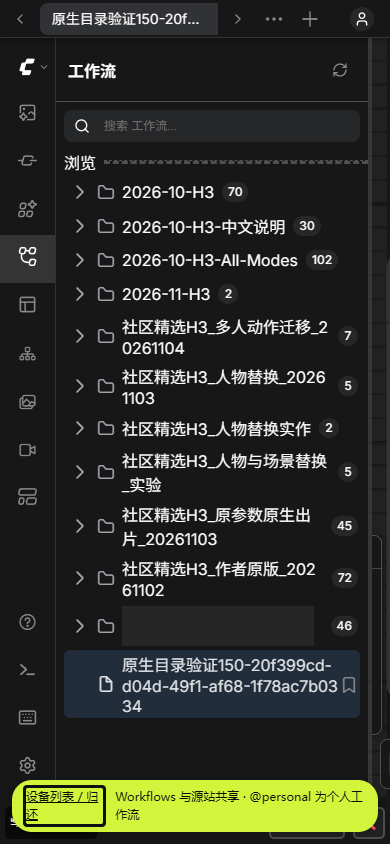 原生目录验证150-20f...
工作流
搜索 工作流...
浏览
2026-10-H3 70
2026-10-H3-中文说明 30
2026-10-H3-All-Modes 102
2026-11-H3 2
社区精选H3_多人动作迁移_2
0261104
7
社区精选H3_人物替换_2026
1103
5
社区精选H3_人物替换实作 2
社区精选H3_人物与场景替换
_实验
5
社区精选H3_原参数原生出
片_20261103
45
社区精选H3_作者原版_202
61102
72
46
原生目录验证150-20f399cd-
d04d-49f1-af68-1f78ac7b03
34
设备列表 / 归
还
Workflows 与源站共享 · @personal 为个人工
作流